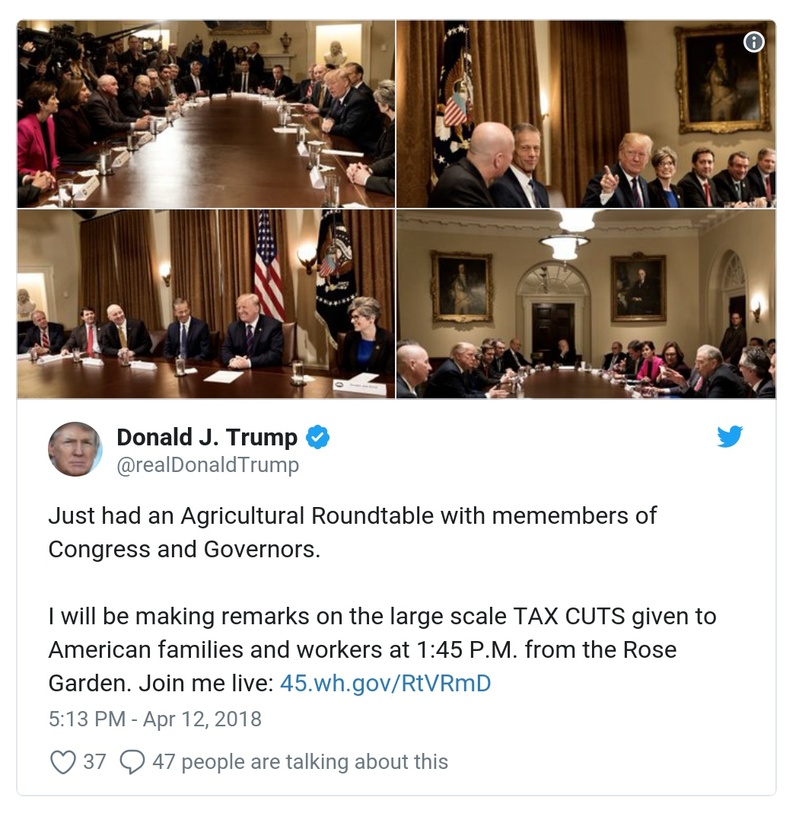 Donald J. Trump
@realDonaldTrump
Just had an Agricultural Roundtable with memembers of
Congress and Governors.
I will be making remarks on the large scale TAX CUTS given to
American families and workers at 1:45 P.M. from the Rose
Garden. Join me live: 45.wh.gov/RtVRmD
5:13 PM - Apr 12, 2018
37 47 people are talking about this